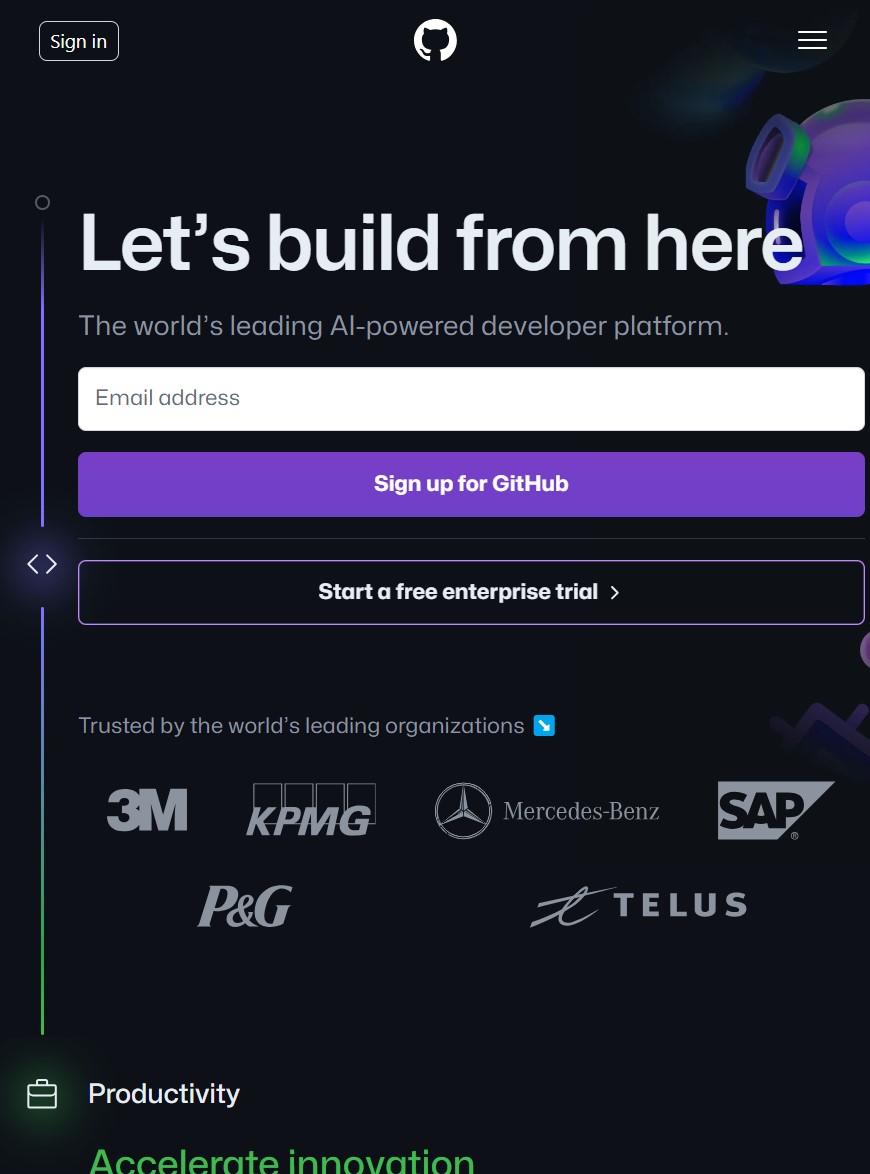 Sign in
Let’s build from here
The world’s leading AI-powered developer platform.
Email address
Sign up for GitHub
Start a free enterprise trial
Trusted by the world’s leading organizations
3M
KPMG
Mercedes-Benz
SAP
®
P&G
TELUS
Productivity
Accelerate innovation